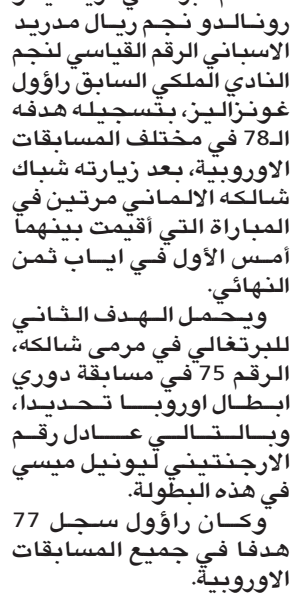 رونالدو نجم ريال مدريد
الاسباني الرقم القياسي لنجم
النادي الملكي السابق راؤول
غونزاليز، بتسجيله هدفه
الـ78 في مختلف المسابقات
الاوروبية، بعد زيارته شباك
شالكه الالماني مرتين في
المباراة التي أقيمت بينهما
أمس الأول في اياب ثمن
النهائي.
ويحمل الهدف الثاني
للبرتغالي في مرمى شالكه،
الرقم 75 في مسابقة دوري
ابطال اوروبا تحديدا،
وبالتالي عادل رقم
الارجنتيني ليونيل ميسي
في هذه البطولة.
وكان راؤول سجل 77
هدفا في جميع المسابقات
الاوروبية.